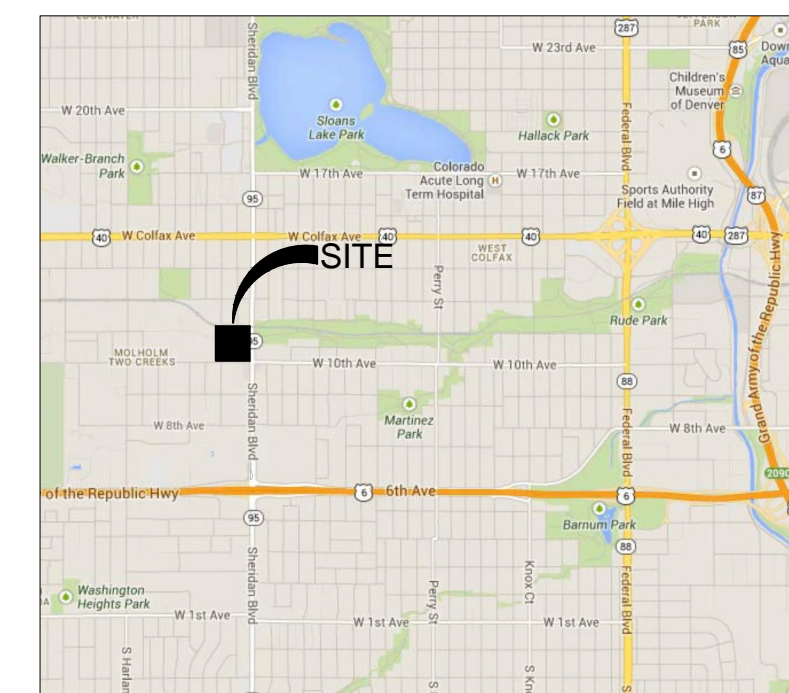 287
PARK
W 23rd Ave
85
Down
Aqua
Sheridan Blvd
Children's
Museum
of Denver
W 20th Ave
Sloans
Lake Park
Hallack Park
Federal Blvd
6
Walker-Branch
Park
W 17th Ave
Colorado
Acute Long
Term Hospital
H
W 17th Ave
Sports Authority
Field at Mile High
87
95
40
W Colfax Ave
W Colfax Ave
40
40
40
287
SITE
WEST
COLFAX
Perry St
Grand Army of the Republic Hwy
Rude Park
95
MOLHOLM
TWO CREEKS
W 10th Ave
W 10th Ave
88
Sheridan Blvd
Martinez
Park
W 8th Ave
Federal Blvd
W 8th Ave
of the Republic Hwy
6
6th Ave
6
Barnum Park
95
88
Sheridan Blvd
Knox Ct
Perry St
Federal Blvd
Washington
Heights Park
W 1st Ave
W 1st Ave
W 1st Ave
S Harlan
S
S Kn
S